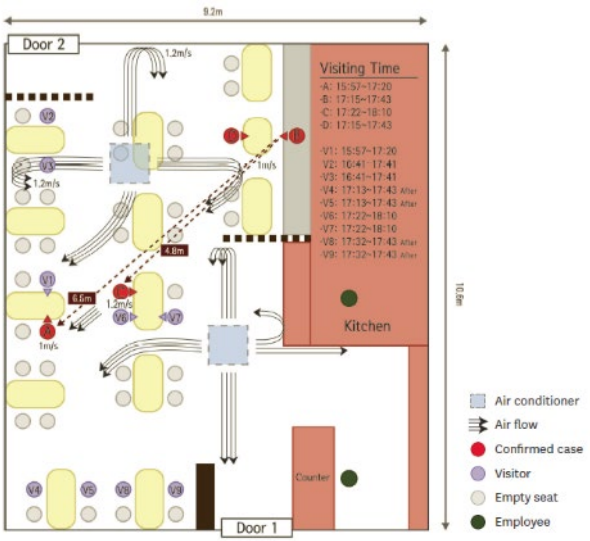 9.2m
Door 2
1.2m/s
Visiting Time
·A: 15:57~17:20
·B: 17:15~17:43
·C: 17:22~18:10
·D: 17:15~17:43
·V1: 15:57~17:20
V2: 16:41~17:41
·V3: 16:41~17:41
·V4: 17:13~17:43 After
·V5: 17:13~17:43 After
·V6: 17:22~18:10
·V7: 17:22~18:10
·V8: 17:32~17:43 After
·V9: 17:32~17:43 After
V2
V3
1.2m/s
1m/s
B
4.8m
V1
6.5m
1.2m/s
V6
V7
A
1m/s
Kitchen
10.6m
Air conditioner
Air flow
Confirmed case
Visitor
Empty seat
Employee
V4
V5
V8
V9
Counter
Door 1